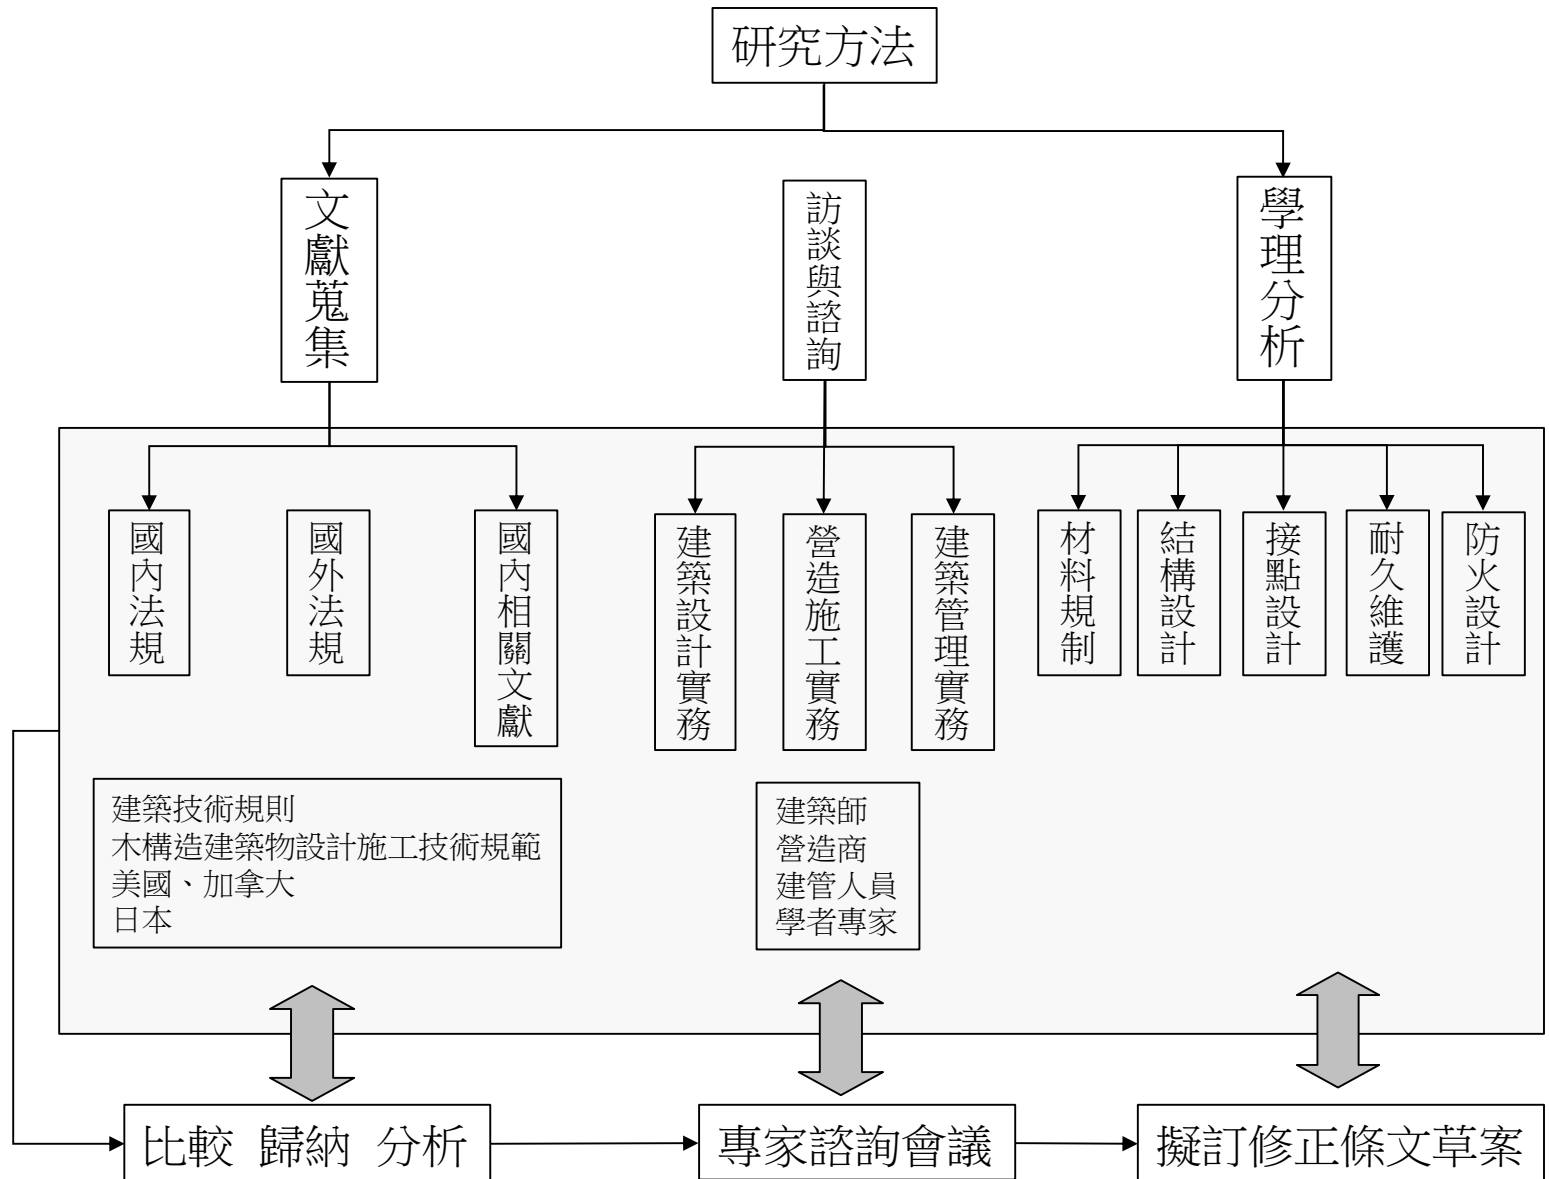 研究方法
文獻蒐集
訪談與諮詢
學理分析
國內法規
國外法規
國內相關文獻
建築設計實務
營造施工實務
建築管理實務
材料規制
結構設計
接點設計
耐久維護
防火設計
建築技術規則
木構造建築物設計施工技術規範
美國、加拿大
日本
建築師
營造商
建管人員
學者專家
比較 歸納 分析
專家諮詢會議
擬訂修正條文草案